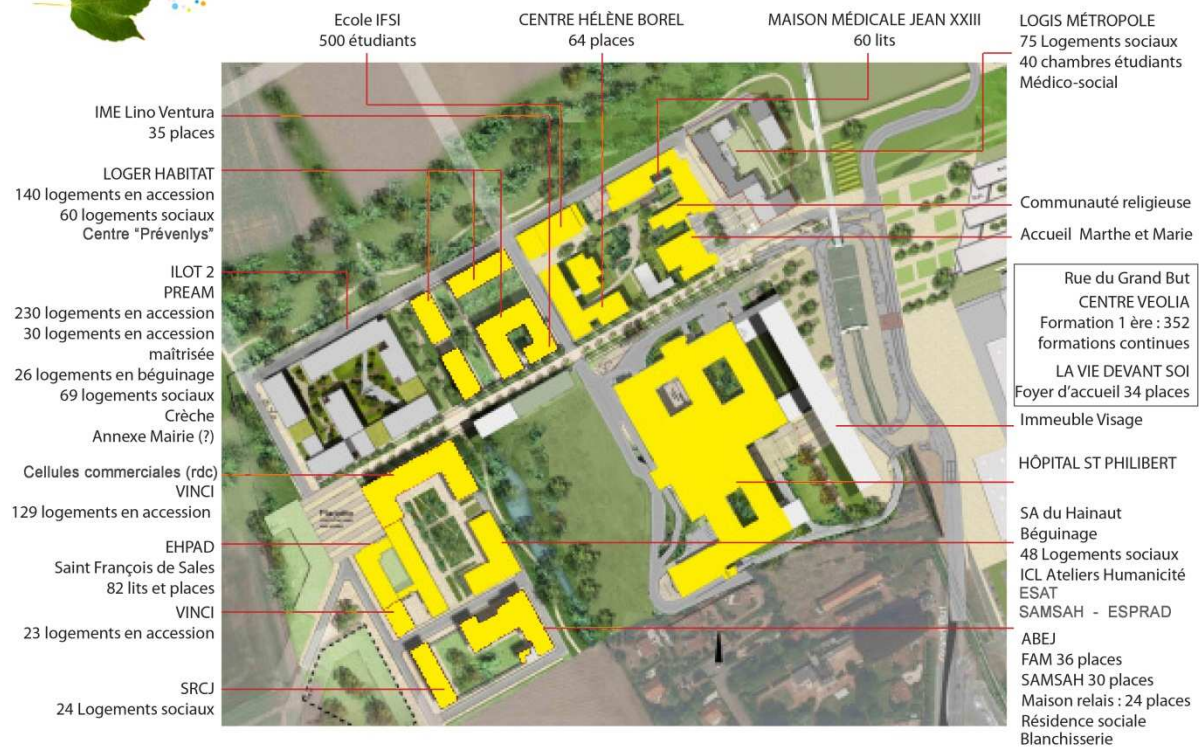 Ecole IFSI
500 étudiants
CENTRE HÉLÈNE BOREL
64 places
MAISON MÉDICALE JEAN XXIII
60 lits
LOGIS MÉTROPOLE
75 Logements sociaux
40 chambres étudiants
Médico-social
IME Lino Ventura
35 places
LOGER HABITAT
140 logements en accession
60 logements sociaux
Centre "Prévenlys"
ILOT 2
PREAM
230 logements en accession
30 logements en accession
maîtrisée
26 logements en béguinage
69 logements sociaux
Crèche
Annexe Mairie (?)
Cellules commerciales (rdc)
VINCI
129 logements en accession
EHPAD
Saint François de Sales
82 lits et places
VINCI
23 logements en accession
SRCJ
24 Logements sociaux
Communauté religieuse
Accueil Marthe et Marie
Rue du Grand But
CENTRE VEOLIA
Formation 1 ère : 352
formations continues
LA VIE DEVANT SOI
Foyer d'accueil 34 places
Immeuble Visage
HÔPITAL ST PHILIBERT
SA du Hainaut
Béguinage
48 Logements sociaux
ICL Ateliers Humanicité
ESAT
SAMSAH - ESPRAD
ABEJ
FAM 36 places
SAMSAH 30 places
Maison relais : 24 places
Résidence sociale
Blanchisserie